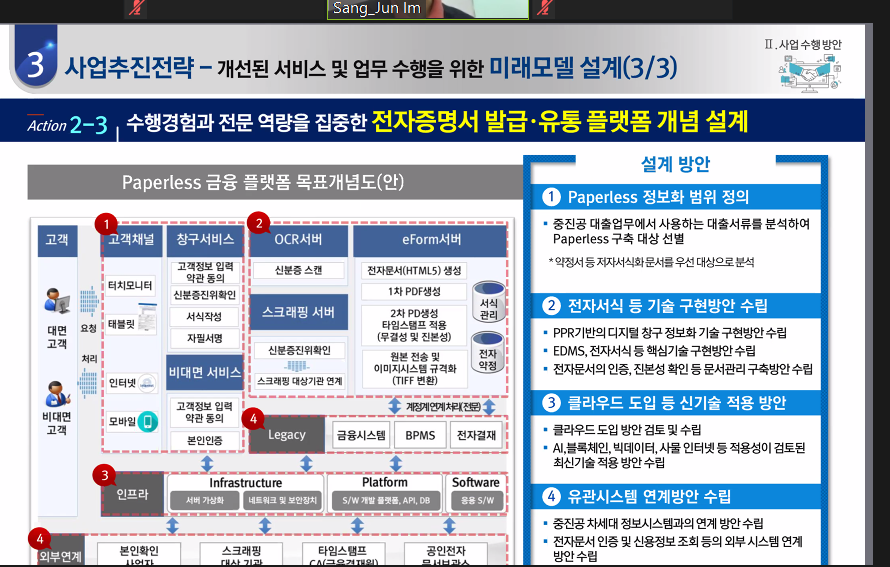 Sang_Jun Im
Ⅱ. 사업 수행 방안
3 사업추진전략 – 개선된 서비스 및 업무 수행을 위한 미래모델 설계(3/3)
Action 2-3 수행경험과 전문 역량을 집중한 전자증명서 발급·유통 플랫폼 개념 설계
Paperless 금융 플랫폼 목표개념도(안)
고객
대면
고객
비대면
고객
요청
처리
1
고객채널
터치모니터
태블릿
인터넷
모바일
창구서비스
고객정보 입력
약관 동의
신분증진위확인
서식작성
자필서명
비대면 서비스
고객정보 입력
약관 동의
본인인증
2
OCR서버
신분증 스캔
스크래핑 서버
신분증진위확인
스크래핑 대상기관 연계
eForm서버
전자문서(HTML5) 생성
1차 PDF생성
2차 PD생성
타임스탬프 적용
(무결성 및 진본성)
원본 전송 및
이미지시스템 규격화
(TIFF 변환)
서식
관리
전자
약정
계정계연계처리(전문)
4
Legacy
금융시스템
BPMS
전자결재
3
인프라
Infrastructure
서버 가상화
네트워크 및 보안장치
Platform
S/W 개발 플랫폼, API, DB
Software
응용 S/W
4
외부연계
본인확인
사업자
스크래핑
대상 기관
타임스탬프
CA(금융결재원)
공인전자
문서보관소
설계 방안
1 Paperless 정보화 범위 정의
▪ 중진공 대출업무에서 사용하는 대출서류를 분석하여
Paperless 구축 대상 선별
* 약정서 등 저자서식화 문서를 우선 대상으로 분석
2 전자서식 등 기술 구현방안 수립
▪ PPR기반의 디지털 창구 정보화 기술 구현방안 수립
▪ EDMS, 전자서식 등 핵심기술 구현방안 수립
▪ 전자문서의 인증, 진본성 확인 등 문서관리 구축방안 수립
3 클라우드 도입 등 신기술 적용 방안
▪ 클라우드 도입 방안 검토 및 수립
▪ AI,블록체인, 빅데이터, 사물 인터넷 등 적용성이 검토된
최신기술 적용 방안 수립
4 유관시스템 연계방안 수립
▪ 중진공 차세대 정보시스템과의 연계 방안 수립
▪ 전자문서 인증 및 신용정보 조회 등의 외부 시스템 연계
방안 수립